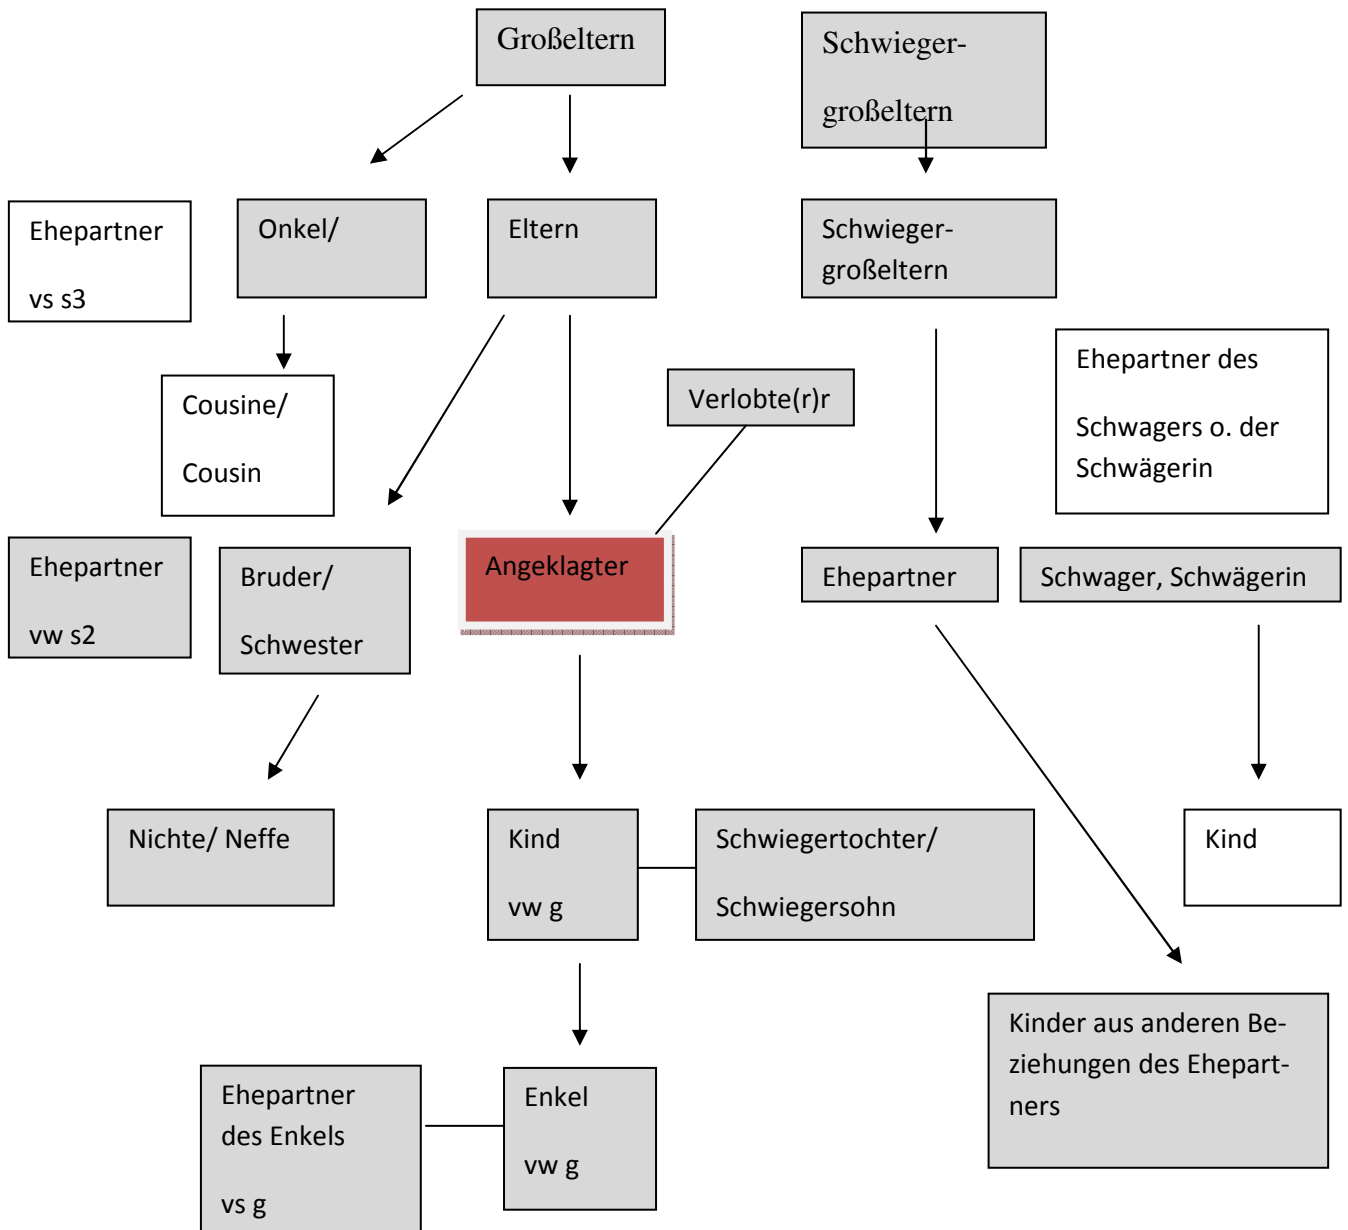 Großeltern
Schwieger-
großeltern
Ehepartner
vs s3
Onkel/
Eltern
Schwieger-
großeltern
Cousine/
Cousin
Verlobte(r)r
Ehepartner des
Schwagers o. der
Schwägerin
Ehepartner
vw s2
Bruder/
Schwester
Angeklagter
Ehepartner
Schwager, Schwägerin
Nichte/ Neffe
Kind
vw g
Schwiegertochter/
Schwiegersohn
Kind
Kinder aus anderen Be-
ziehungen des Ehepart-
ners
Ehepartner
des Enkels
vs g
Enkel
vw g